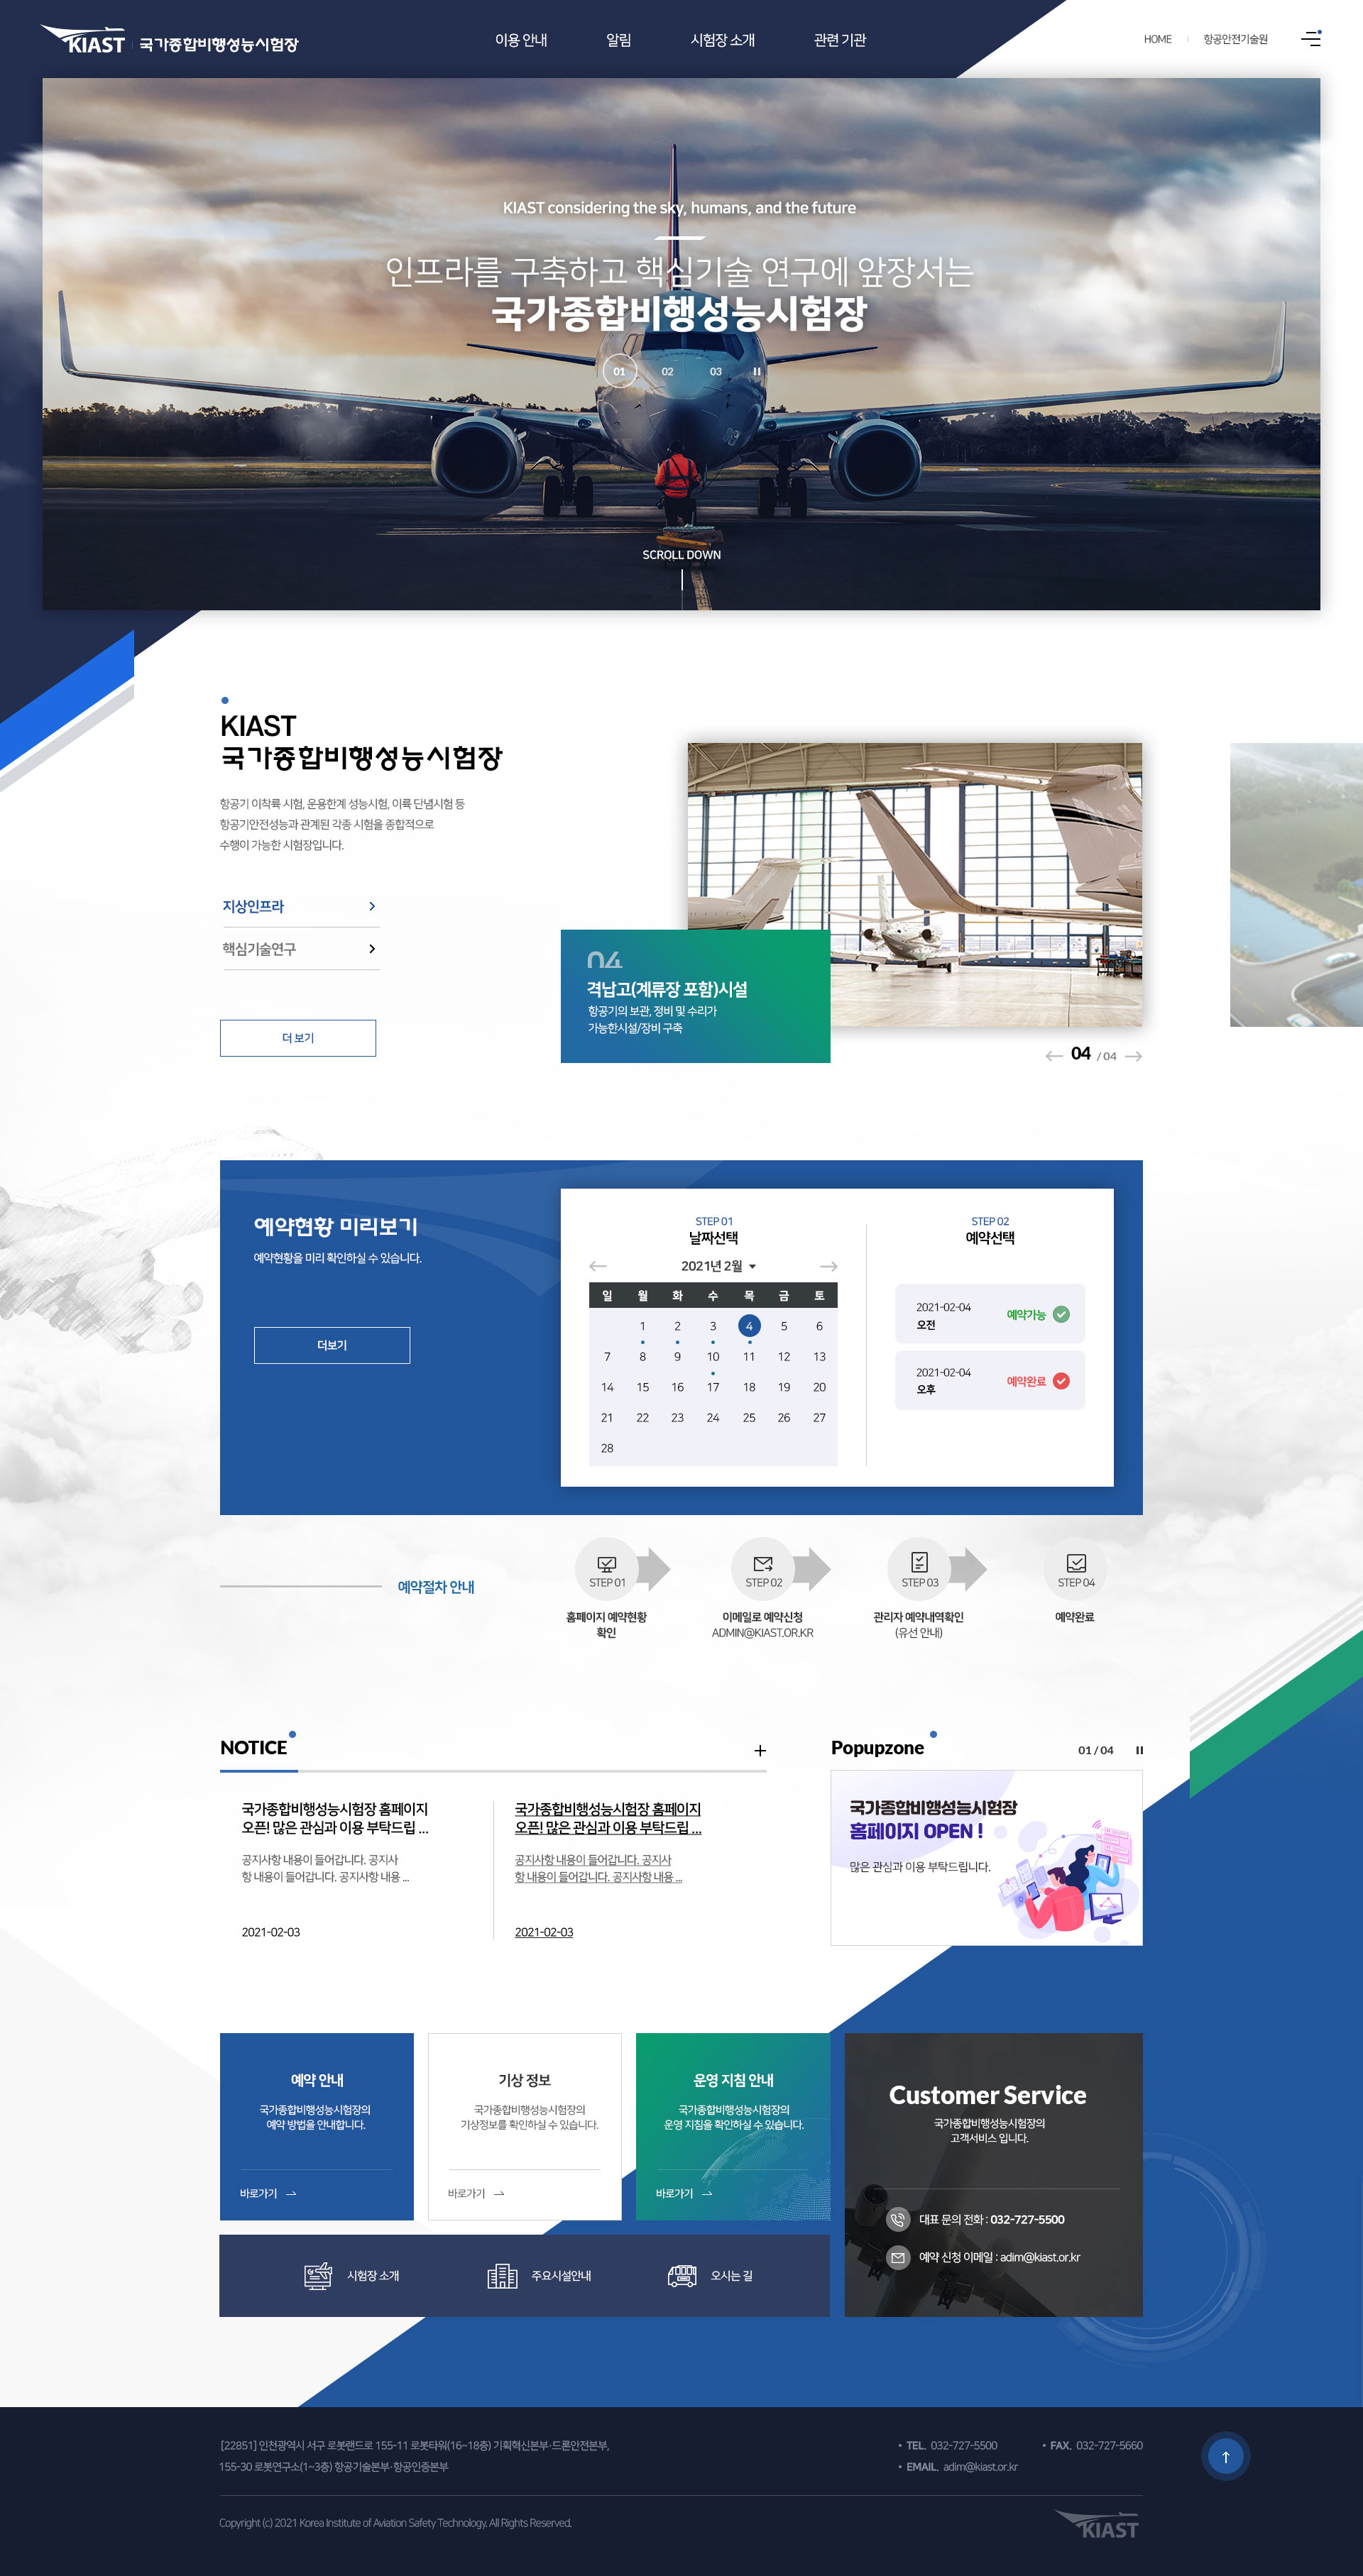 KIAST 국가종합비행성능시험장
이용 안내
알림
시험장 소개
관련 기관
HOME
항공안전기술원
KIAST considering the sky, humans, and the future
인프라를 구축하고 핵심기술 연구에 앞장서는
국가종합비행성능시험장
01 02 03
SCROLL DOWN
KIAST
국가종합비행성능시험장
항공기 이착륙 시험, 운용한계 성능시험, 이륙 단념시험 등
항공기안전성능과 관계된 각종 시험을 종합적으로
수행이 가능한 시험장입니다.
지상인프라
핵심기술연구
더 보기
04
격납고(계류장 포함)시설
항공기의 보관, 정비 및 수리가
가능한시설/장비 구축
04 / 04
예약현황 미리보기
예약현황을 미리 확인하실 수 있습니다.
더보기
STEP 01
날짜선택
2021년 2월
일 월 화 수 목 금 토
1 2 3 4 5 6
7 8 9 10 11 12 13
14 15 16 17 18 19 20
21 22 23 24 25 26 27
28
STEP 02
예약선택
2021-02-04
오전
예약가능
2021-02-04
오후
예약완료
예약절차 안내
STEP 01
홈페이지 예약현황
확인
STEP 02
이메일로 예약신청
ADMIN@KIAST.OR.KR
STEP 03
관리자 예약내역확인
(유선 안내)
STEP 04
예약완료
NOTICE
국가종합비행성능시험장 홈페이지
오픈! 많은 관심과 이용 부탁드립 ...
공지사항 내용이 들어갑니다. 공지사
항 내용이 들어갑니다. 공지사항 내용 ...
2021-02-03
국가종합비행성능시험장 홈페이지
오픈! 많은 관심과 이용 부탁드립 ...
공지사항 내용이 들어갑니다. 공지사
항 내용이 들어갑니다. 공지사항 내용 ...
2021-02-03
Popupzone
01 / 04
국가종합비행성능시험장
홈페이지 OPEN !
많은 관심과 이용 부탁드립니다.
예약 안내
국가종합비행성능시험장의
예약 방법을 안내합니다.
바로가기
기상 정보
국가종합비행성능시험장의
기상정보를 확인하실 수 있습니다.
바로가기
운영 지침 안내
국가종합비행성능시험장의
운영 지침을 확인하실 수 있습니다.
바로가기
Customer Service
국가종합비행성능시험장의
고객서비스 입니다.
대표 문의 전화 : 032-727-5500
예약 신청 이메일 : adim@kiast.or.kr
시험장 소개
주요시설안내
오시는 길
[22851] 인천광역시 서구 로봇랜드로 155-11 로봇타워(16~18층) 기획혁신본부·드론안전본부,
155-30 로봇연구소(1~3층) 항공기술본부·항공인증본부
TEL. 032-727-5500
FAX. 032-727-5660
EMAIL. adim@kiast.or.kr
Copyright (c) 2021 Korea Institute of Aviation Safety Technology. All Rights Reserved.
KIAST